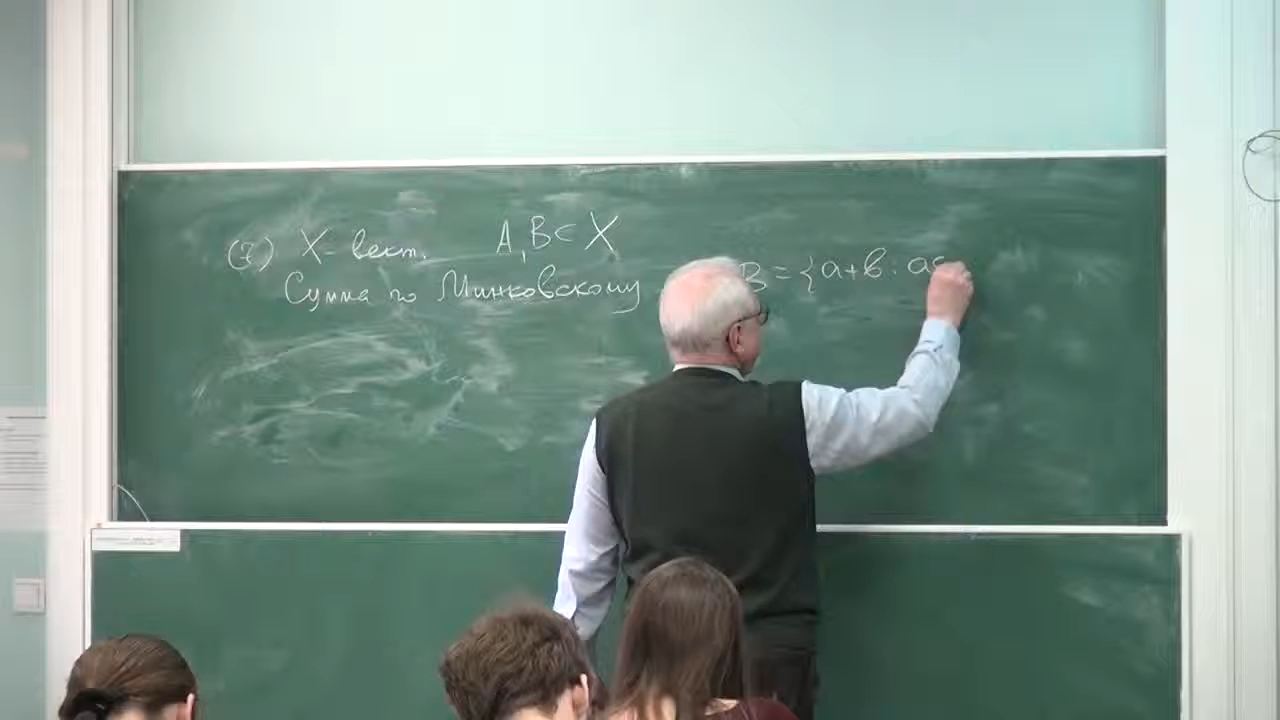 (7) X - вект. A, B ⊂ X
Сумма по Минковскому B = {a+b : a∈